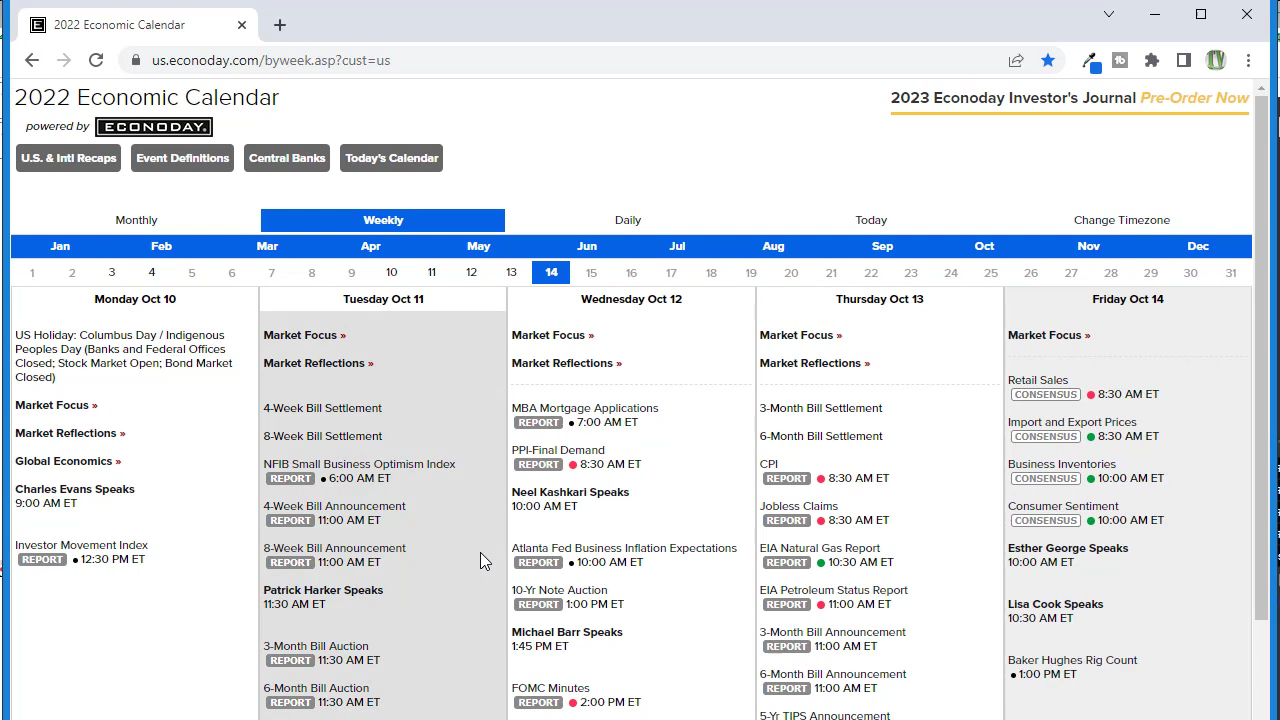 2022 Economic Calendar
us.econoday.com/byweek.asp?cust=us
2022 Economic Calendar
2023 Econoday Investor's Journal Pre-Order Now
powered by ECONODAY.
U.S. & Intl Recaps
Event Definitions
Central Banks
Today's Calendar
Monthly
Weekly
Daily
Today
Change Timezone
Jan Feb Mar Apr May Jun Jul Aug Sep Oct Nov Dec
1 2 3 4 5 6 7 8 9 10 11 12 13 14 15 16 17 18 19 20 21 22 23 24 25 26 27 28 29 30 31
Monday Oct 10
US Holiday: Columbus Day / Indigenous
Peoples Day (Banks and Federal Offices
Closed; Stock Market Open; Bond Market
Closed)
Market Focus »
Market Reflections »
Global Economics »
Charles Evans Speaks
9:00 AM ET
Investor Movement Index
REPORT 12:30 PM ET
Tuesday Oct 11
Market Focus »
Market Reflections »
4-Week Bill Settlement
8-Week Bill Settlement
NFIB Small Business Optimism Index
REPORT 6:00 AM ET
4-Week Bill Announcement
REPORT 11:00 AM ET
8-Week Bill Announcement
REPORT 11:00 AM ET
Patrick Harker Speaks
11:30 AM ET
3-Month Bill Auction
REPORT 11:30 AM ET
6-Month Bill Auction
REPORT 11:30 AM ET
Wednesday Oct 12
Market Focus »
Market Reflections »
MBA Mortgage Applications
REPORT 7:00 AM ET
PPI-Final Demand
REPORT 8:30 AM ET
Neel Kashkari Speaks
10:00 AM ET
Atlanta Fed Business Inflation Expectations
REPORT 10:00 AM ET
10-Yr Note Auction
REPORT 1:00 PM ET
Michael Barr Speaks
1:45 PM ET
FOMC Minutes
REPORT 2:00 PM ET
Thursday Oct 13
Market Focus »
Market Reflections »
3-Month Bill Settlement
6-Month Bill Settlement
CPI
REPORT 8:30 AM ET
Jobless Claims
REPORT 8:30 AM ET
EIA Natural Gas Report
REPORT 10:30 AM ET
EIA Petroleum Status Report
REPORT 11:00 AM ET
3-Month Bill Announcement
REPORT 11:00 AM ET
6-Month Bill Announcement
REPORT 11:00 AM ET
5-Yr TIPS Announcement
Friday Oct 14
Market Focus »
Retail Sales
CONSENSUS 8:30 AM ET
Import and Export Prices
CONSENSUS 8:30 AM ET
Business Inventories
CONSENSUS 10:00 AM ET
Consumer Sentiment
CONSENSUS 10:00 AM ET
Esther George Speaks
10:00 AM ET
Lisa Cook Speaks
10:30 AM ET
Baker Hughes Rig Count
1:00 PM ET